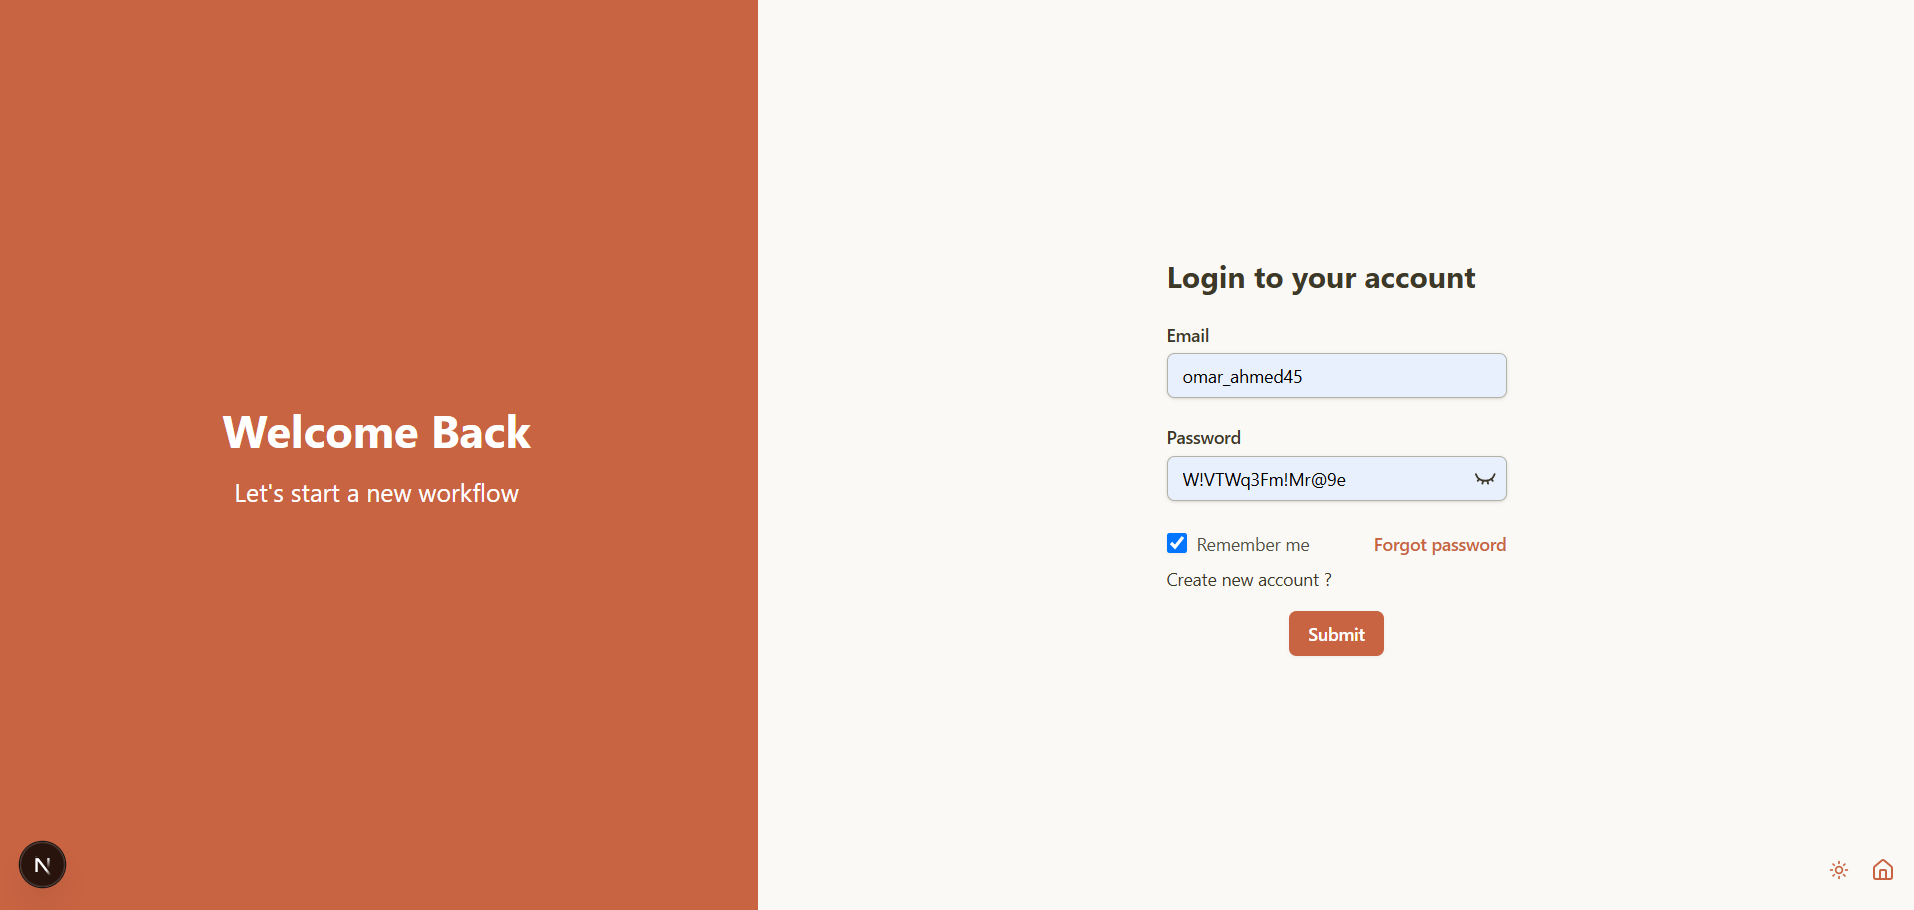 Welcome Back
Let's start a new workflow
Login to your account
Email
omar_ahmed45
Password
W!VTWq3Fm!Mr@9e
Remember me
Forgot password
Create new account ?
Submit
N